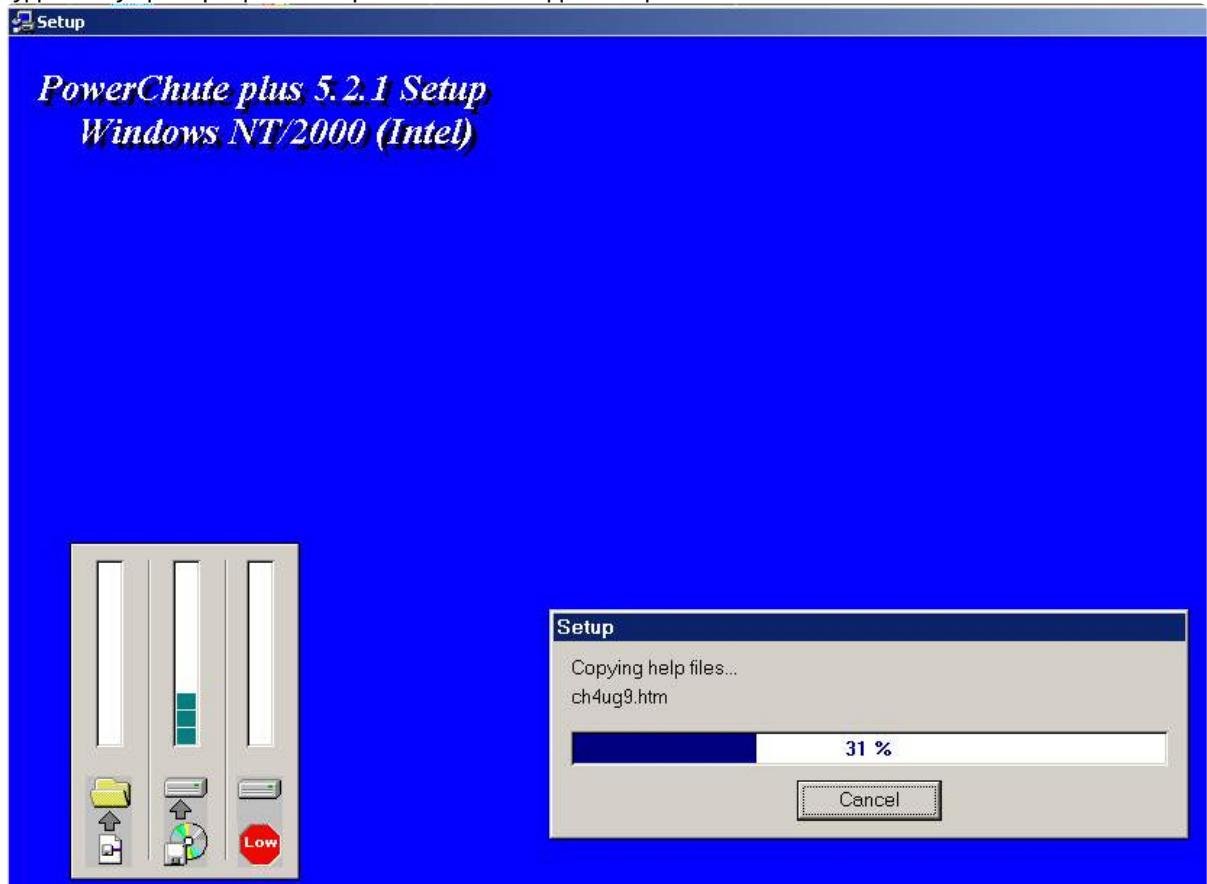 Setup
PowerChute plus 5.2.1 Setup
Windows NT/2000 (Intel)
Low
Setup
Copying help files...
ch4ug9.htm
31 %
Cancel